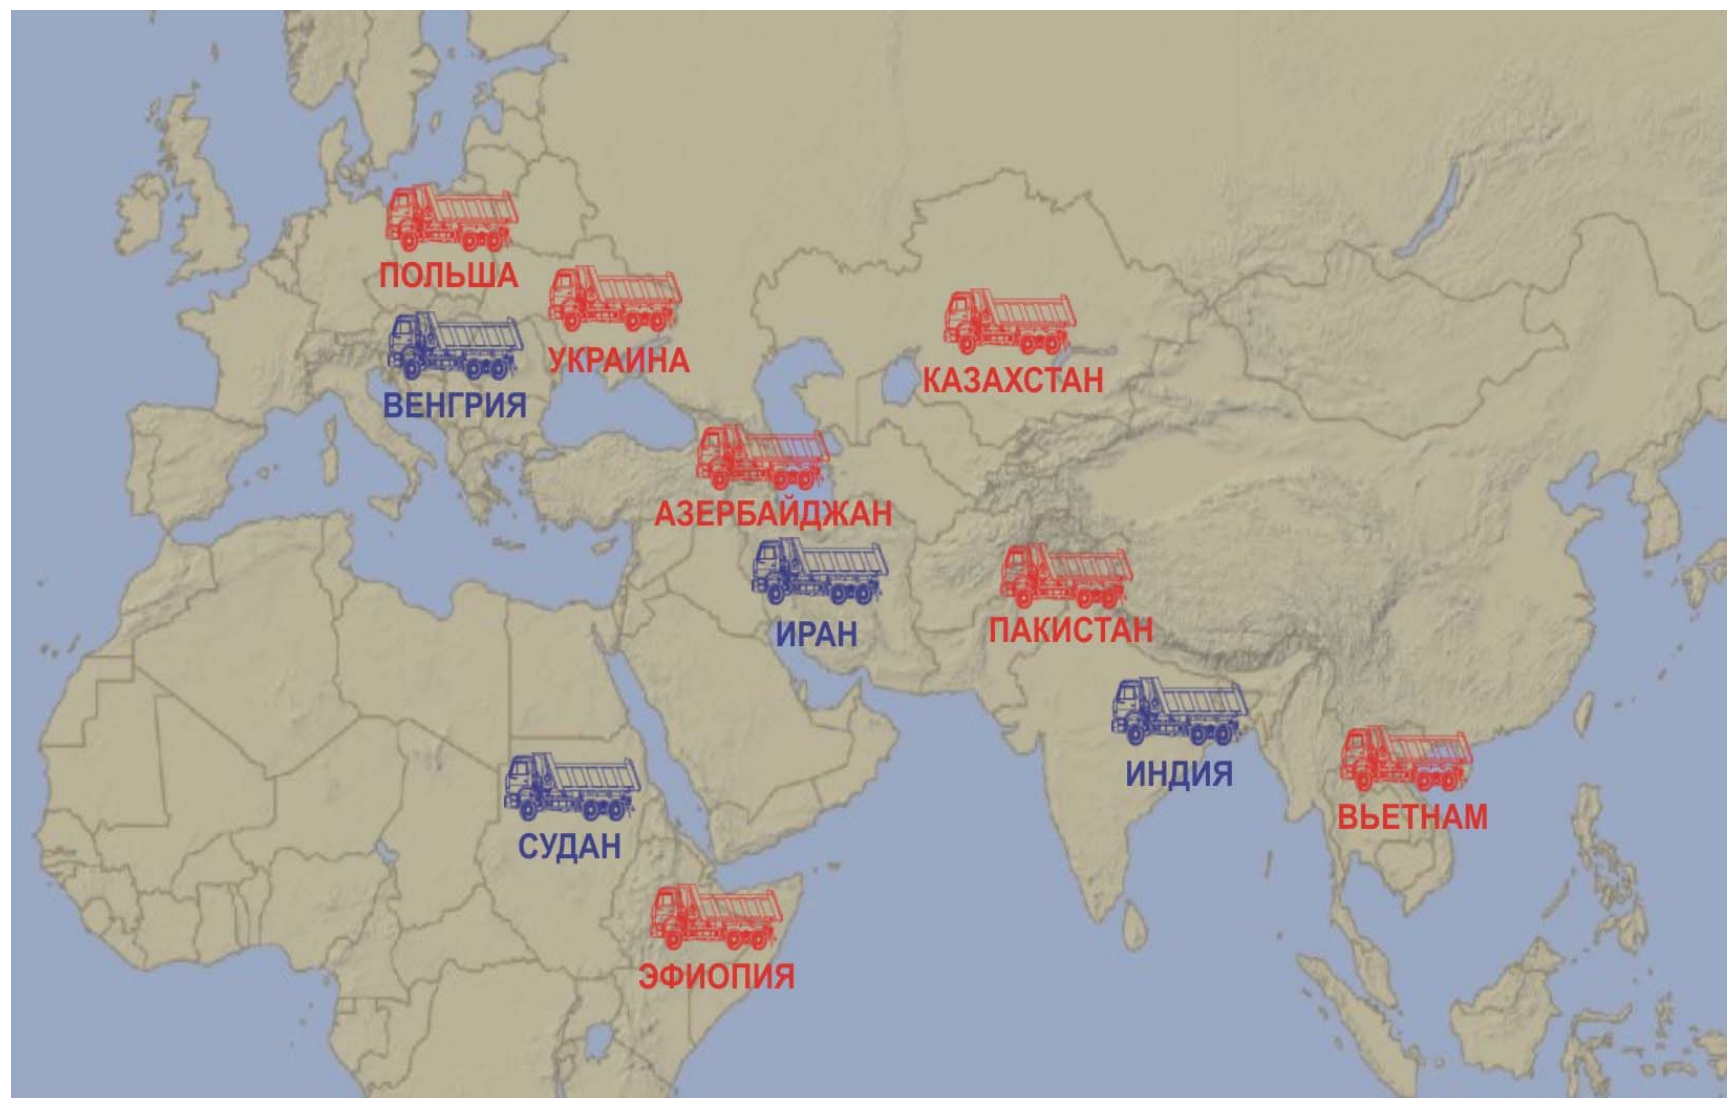 ПОЛЬША
УКРАИНА
КАЗАХСТАН
ВЕНГРИЯ
АЗЕРБАЙДЖАН
ИРАН
ПАКИСТАН
ИНДИЯ
ВЬЕТНАМ
СУДАН
ЭФИОПИЯ